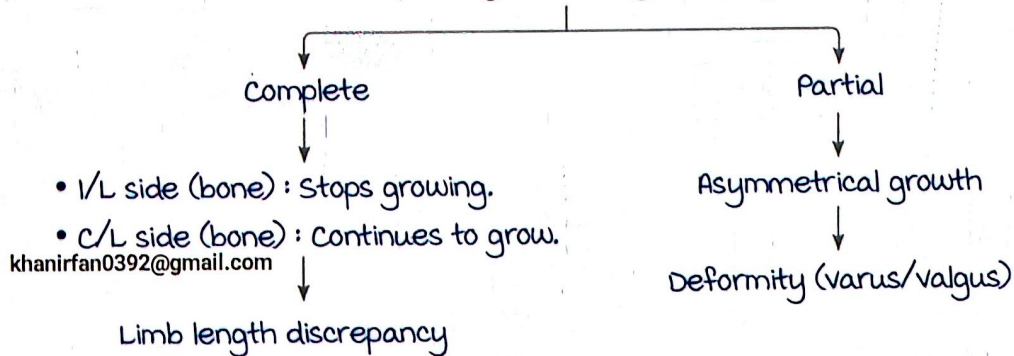 Complete
Partial
• I/L side (bone) : Stops growing.
Asymmetrical growth
• C/L side (bone) : Continues to grow.
khanirfan0392@gmail.com
Deformity (varus/valgus)
Limb length discrepancy